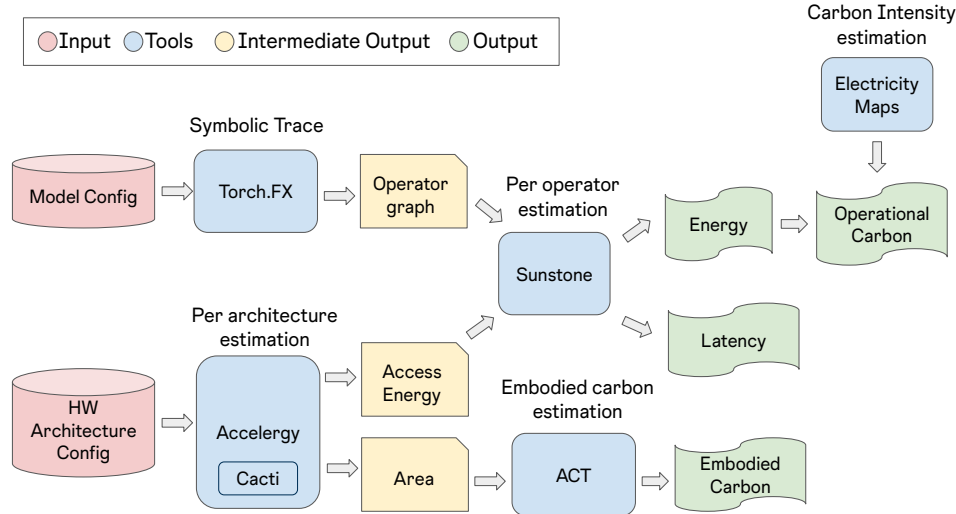 Carbon Intensity
estimation
Input
Tools
Intermediate Output
Output
Electricity
Maps
Symbolic Trace
Model Config
Torch.FX
Operator
graph
Per operator
estimation
Sunstone
Energy
Operational
Carbon
Latency
Per architecture
estimation
HW
Architecture
Config
Accelergy
Cacti
Access
Energy
Area
Embodied carbon
estimation
ACT
Embodied
Carbon